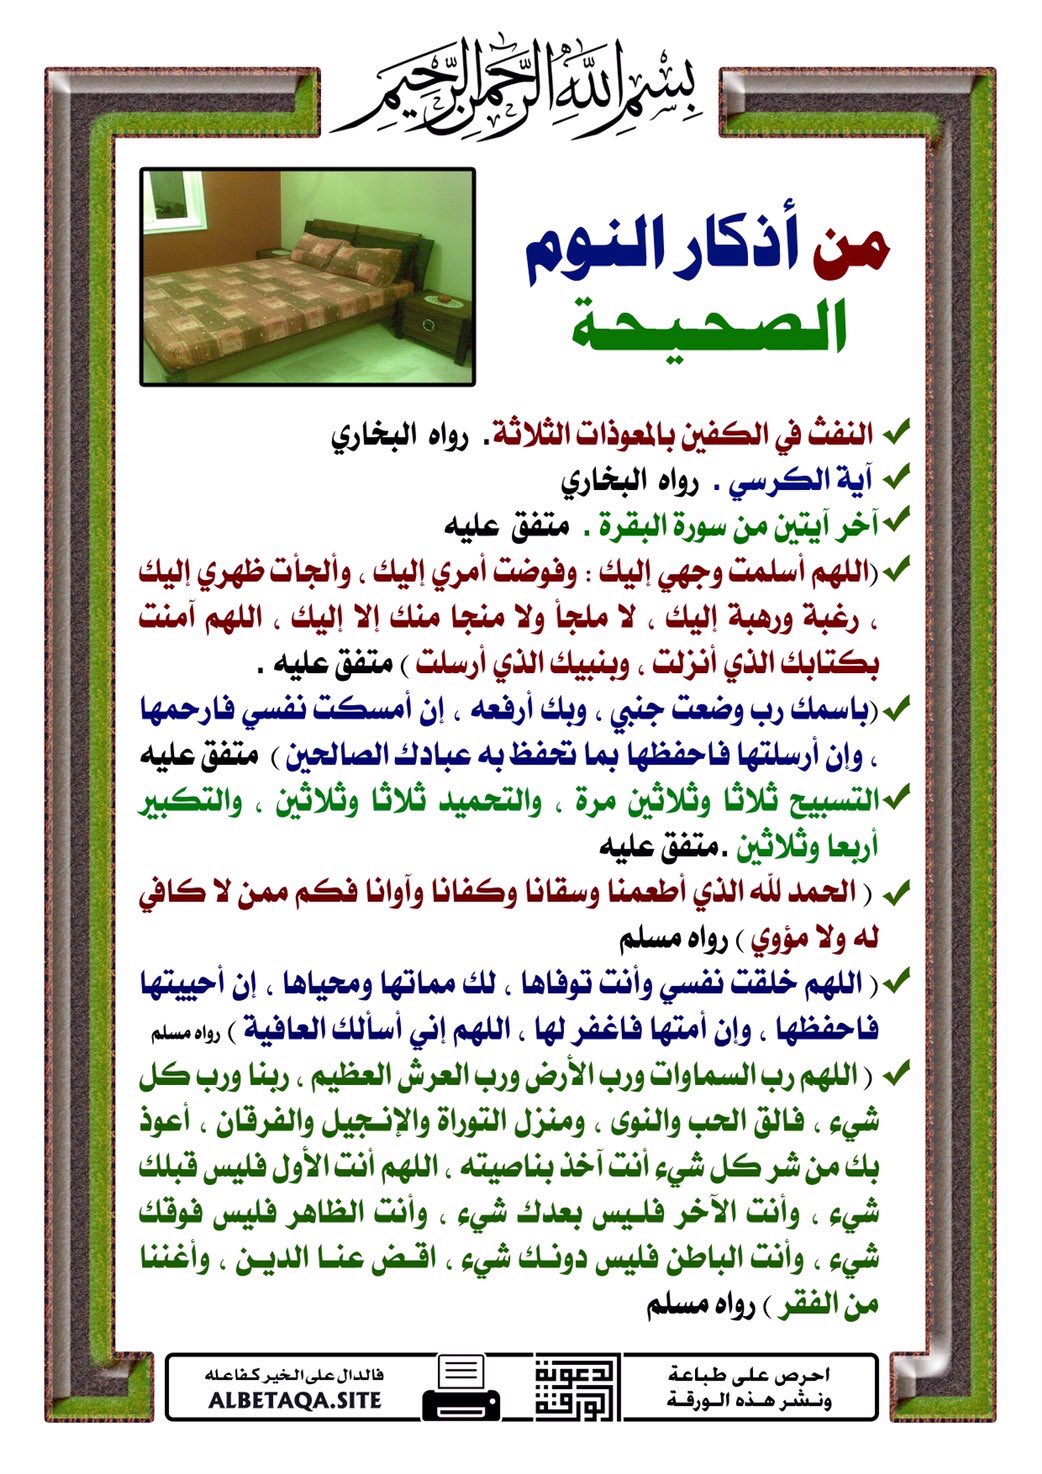 بسم الله الرحمن الرحيم
من أذكار النوم
الصحيحة
النفث في الكفين بالمعوذات الثلاثة. رواه البخاري
آية الكرسي . رواه البخاري
آخر آيتين من سورة البقرة . متفق عليه
(اللهم أسلمت وجهي إليك : وفوضت أمري إليك ، وألجأت ظهري إليك
، رغبة ورهبة إليك ، لا ملجأ ولا منجا منك إلا إليك ، اللهم آمنت
بكتابك الذي أنزلت ، وبنبيك الذي أرسلت ) متفق عليه .
(باسمك رب وضعت جنبي ، وبك أرفعه ، إن أمسكت نفسي فارحمها
، وإن أرسلتها فاحفظها بما تحفظ به عبادك الصالحين ) متفق عليه
التسبيح ثلاثا وثلاثين مرة ، والتحميد ثلاثا وثلاثين ، والتكبير
أربعا وثلاثين .متفق عليه
( الحمد لله الذي أطعمنا وسقانا وكفانا وآوانا فكم ممن لا كافي
له ولا مؤوي ) رواه مسلم
( اللهم خلقت نفسي وأنت توفاها ، لك مماتها ومحياها ، إن أحييتها
فاحفظها ، وإن أمتها فاغفر لها ، اللهم إني أسألك العافية ) رواه مسلم
( اللهم رب السماوات ورب الأرض ورب العرش العظيم ، ربنا ورب كل
شيء ، فالق الحب والنوى ، ومنزل التوراة والإنجيل والفرقان ، أعوذ
بك من شر كل شيء أنت آخذ بناصيته ، اللهم أنت الأول فليس قبلك
شيء ، وأنت الآخر فليس بعدك شيء ، وأنت الظاهر فليس فوقك
شيء ، وأنت الباطن فليس دونك شيء ، اقض عنا الدين ، وأغننا
من الفقر ) رواه مسلم
احرص على طباعة
ونشر هذه الورقة
الدعوية
الورقة
فالدال على الخير كفاعله
ALBETAQA.SITE